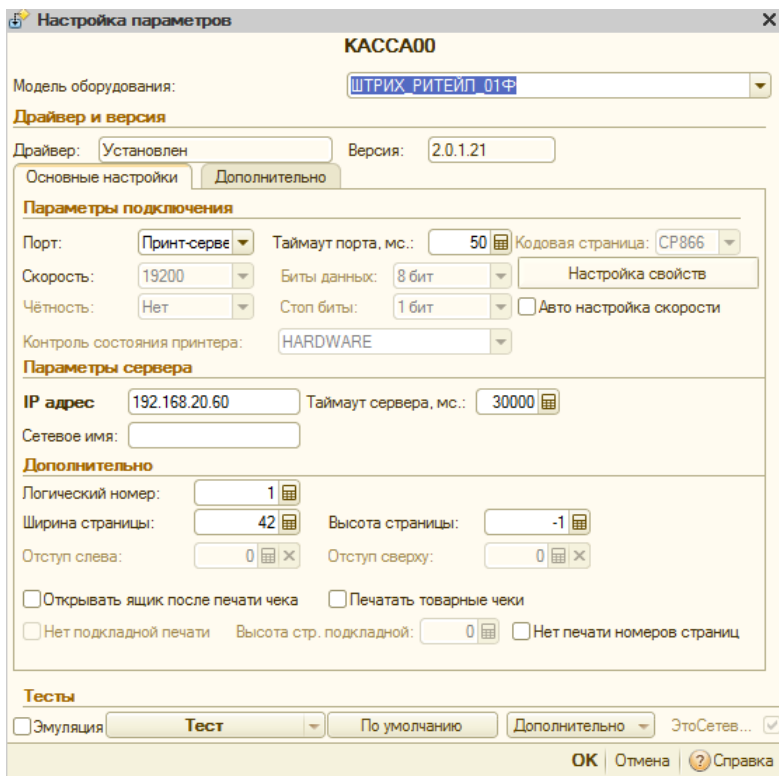 Настройка параметров
КАССА00
Модель оборудования: ШТРИХ_РИТЕЙЛ_01Ф
Драйвер и версия
Драйвер: Установлен Версия: 2.0.1.21
Основные настройки Дополнительно
Параметры подключения
Порт: Принт-серве Таймаут порта, мс.: 50 Кодовая страница: CP866
Скорость: 19200 Биты данных: 8 бит Настройка свойств
Чётность: Нет Стоп биты: 1 бит Авто настройка скорости
Контроль состояния принтера: HARDWARE
Параметры сервера
IP адрес 192.168.20.60 Таймаут сервера, мс.: 30000
Сетевое имя:
Дополнительно
Логический номер: 1
Ширина страницы: 42 Высота страницы: -1
Отступ слева: 0 Отступ сверху: 0
Открывать ящик после печати чека Печатать товарные чеки
Нет подкладной печати Высота стр. подкладной: 0 Нет печати номеров страниц
Тесты
Эмуляция Тест По умолчанию Дополнительно ЭтоСетев...
OK Отмена Справка